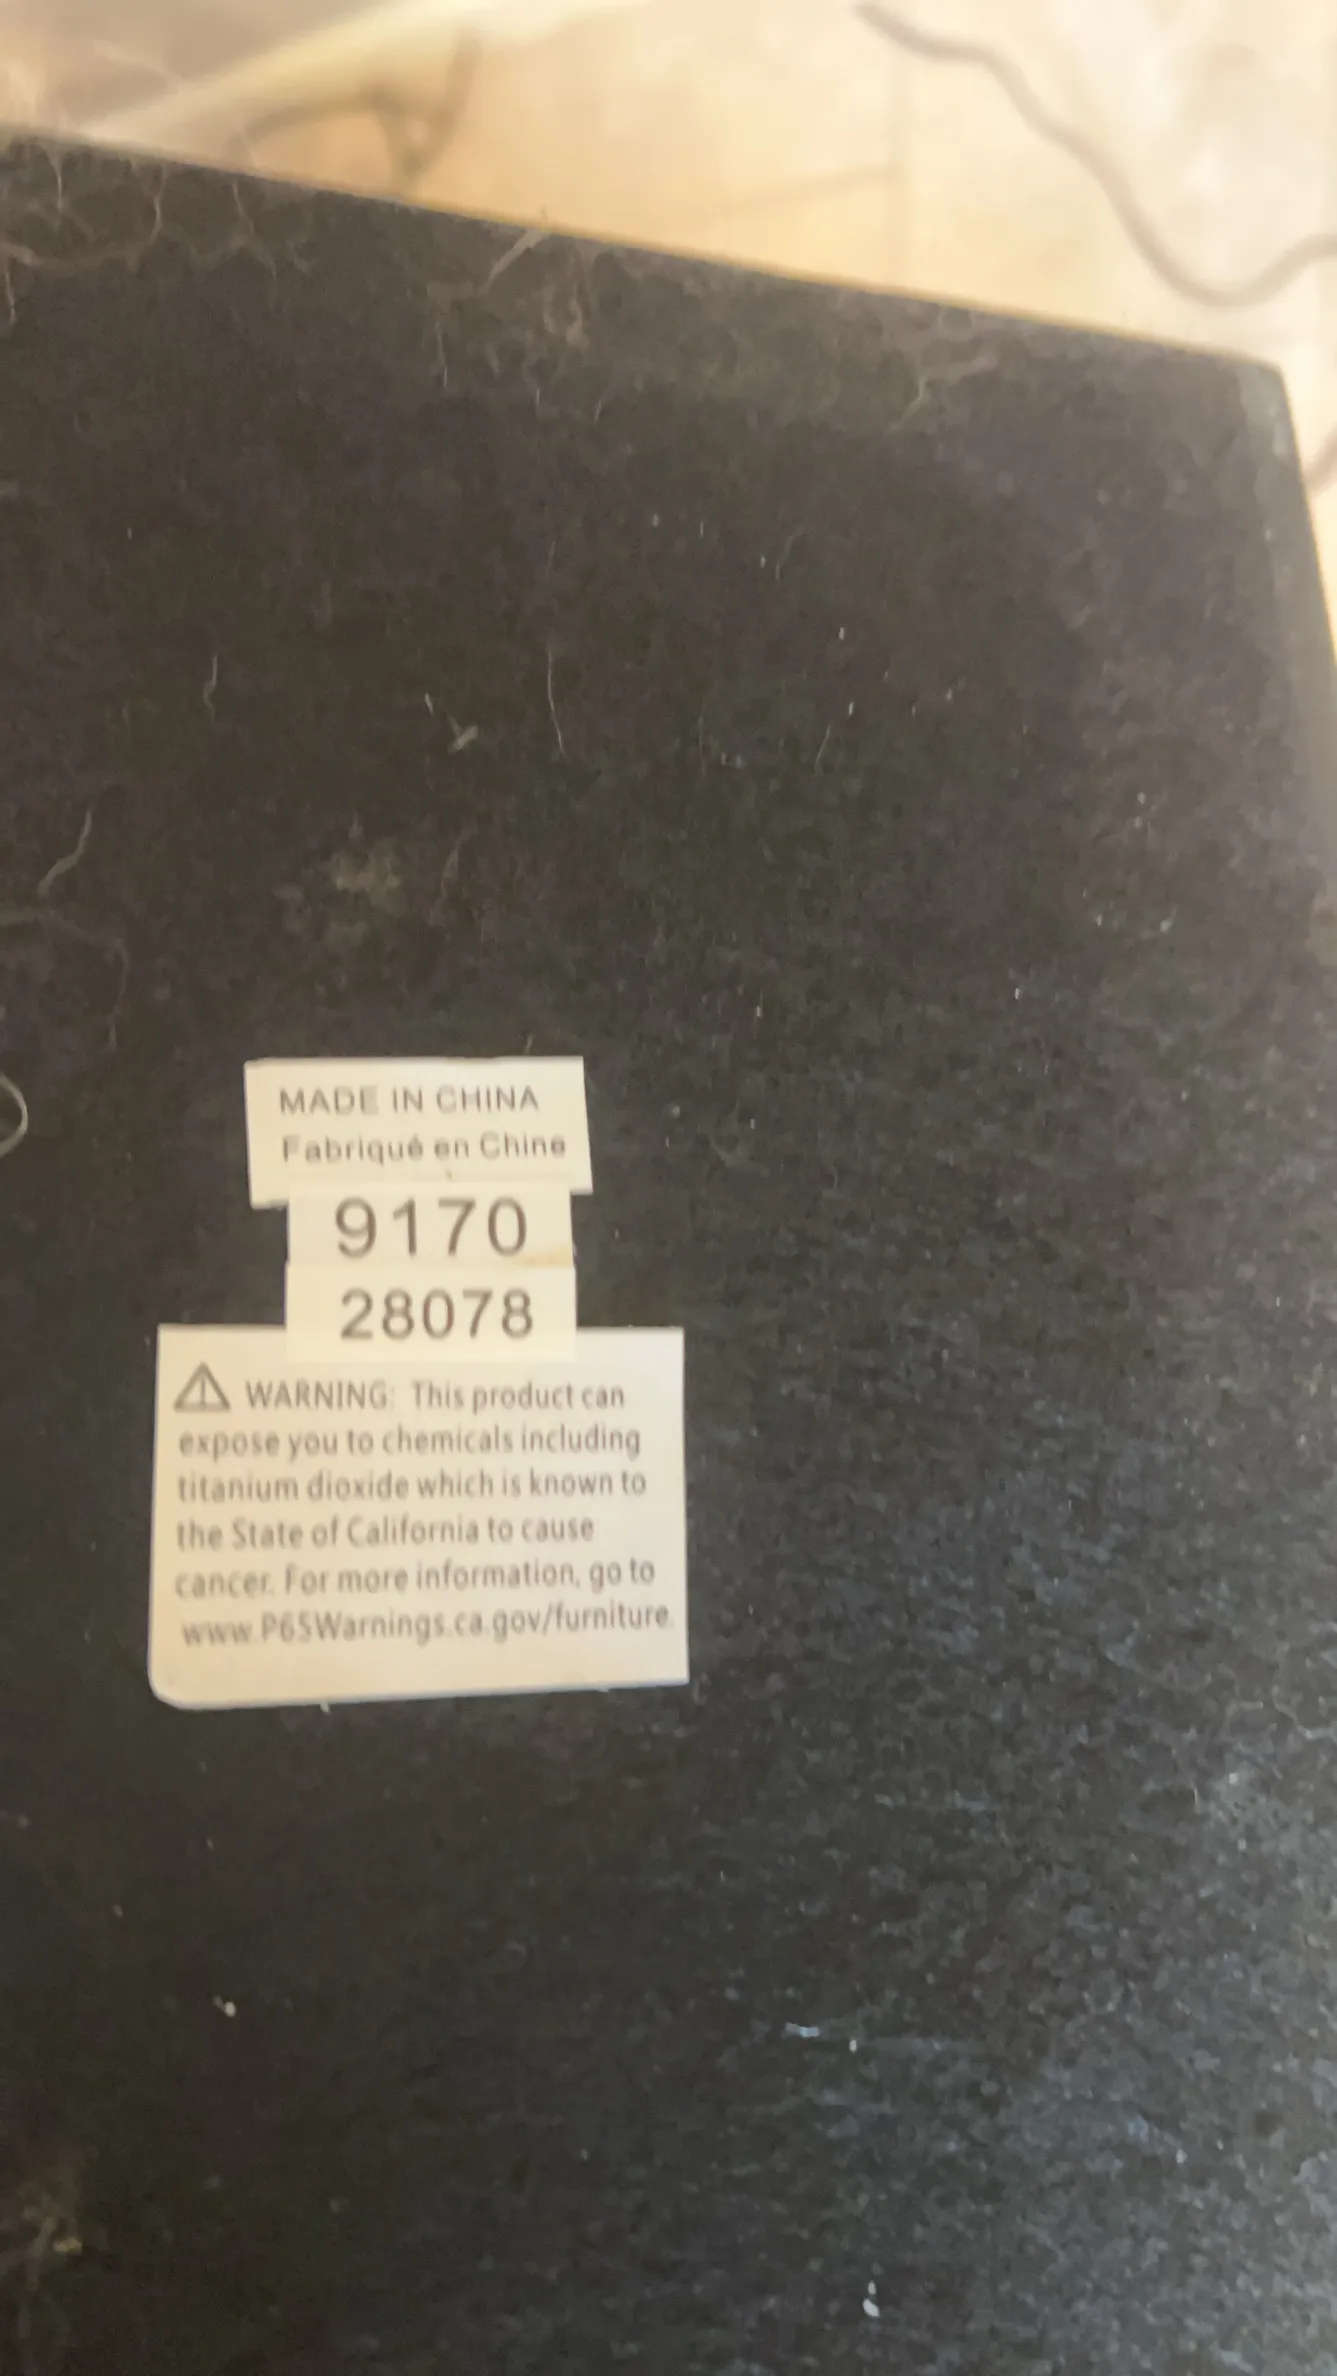 MADE IN CHINA
Fabriqué en Chine
9170
28078
⚠ WARNING: This product can
expose you to chemicals including
titanium dioxide which is known to
the State of California to cause
cancer. For more information, go to
www.P65Warnings.ca.gov/furniture.